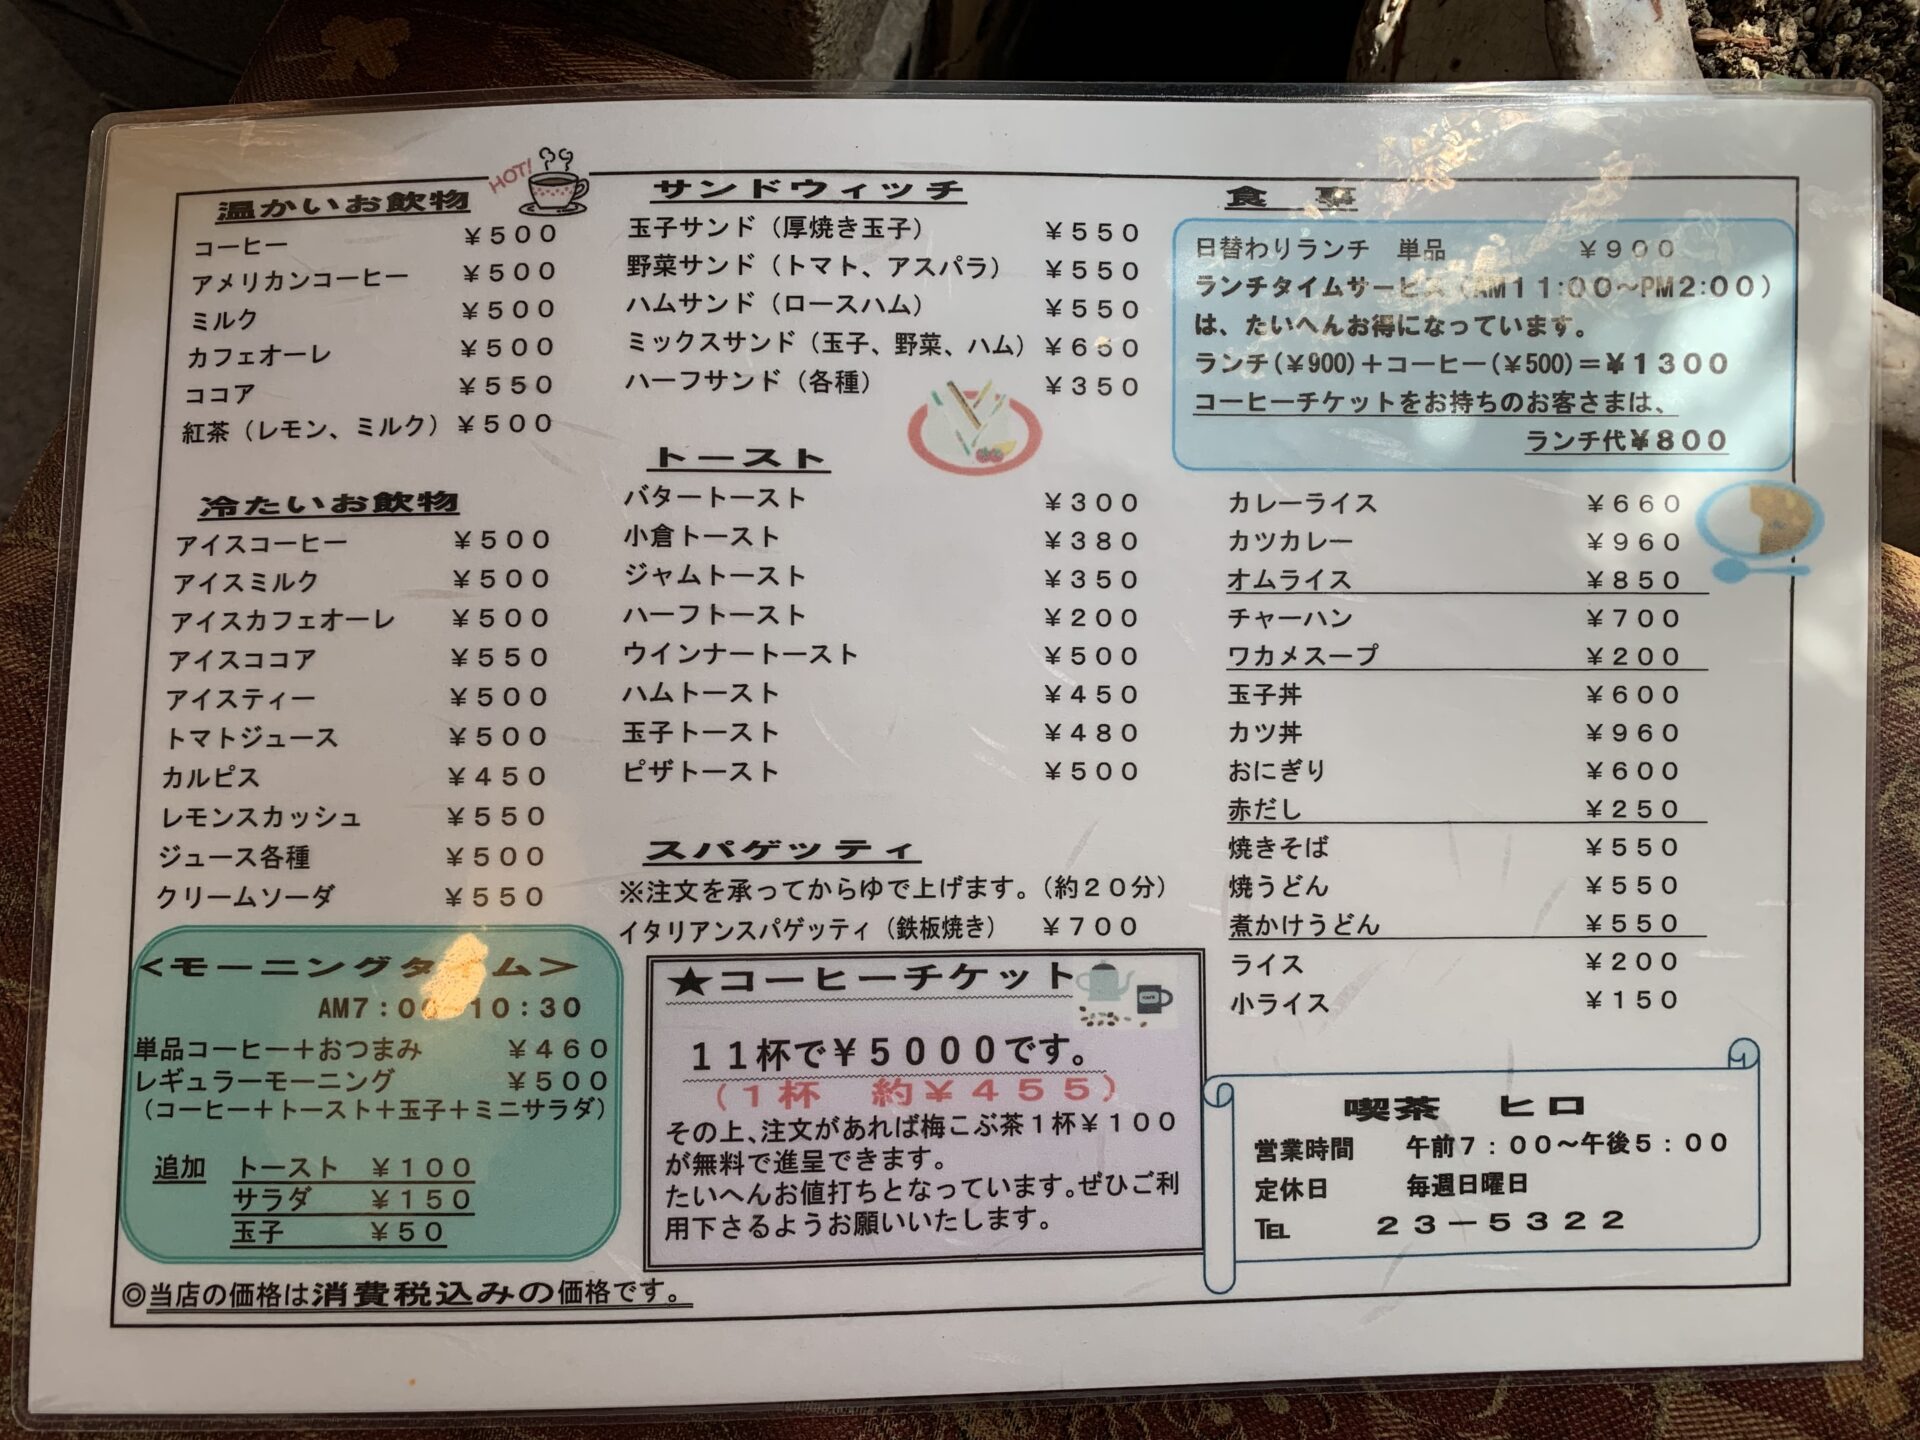 温かいお飲物
HOT!
コーヒー ￥５００
アメリカンコーヒー ￥５００
ミルク ￥５００
カフェオーレ ￥５００
ココア ￥５５０
紅茶（レモン、ミルク） ￥５００
冷たいお飲物
アイスコーヒー ￥５００
アイスミルク ￥５００
アイスカフェオーレ ￥５００
アイスココア ￥５５０
アイスティー ￥５００
トマトジュース ￥５００
カルピス ￥４５０
レモンスカッシュ ￥５５０
ジュース各種 ￥５００
クリームソーダ ￥５５０
＜モーニングタイム＞
AM７：００ １０：３０
単品コーヒー＋おつまみ ￥４６０
レギュラーモーニング ￥５００
（コーヒー＋トースト＋玉子＋ミニサラダ）
追加 トースト ￥１００
サラダ ￥１５０
玉子 ￥５０
◎当店の価格は消費税込みの価格です。
サンドウィッチ
玉子サンド（厚焼き玉子） ￥５５０
野菜サンド（トマト、アスパラ） ￥５５０
ハムサンド（ロースハム） ￥５５０
ミックスサンド（玉子、野菜、ハム） ￥６５０
ハーフサンド（各種） ￥３５０
トースト
バタートースト ￥３００
小倉トースト ￥３８０
ジャムトースト ￥３５０
ハーフトースト ￥２００
ウインナートースト ￥５００
ハムトースト ￥４５０
玉子トースト ￥４８０
ピザトースト ￥５００
スパゲッティ
※注文を承ってからゆで上げます。（約２０分）
イタリアンスパゲッティ（鉄板焼き） ￥７００
★コーヒーチケット
１１杯で￥５０００です。
（１杯 約￥４５５）
その上、注文があれば梅こぶ茶１杯￥１００
が無料で進呈できます。
たいへんお値打ちとなっています。ぜひご利
用下さるようお願いいたします。
食 事
日替わりランチ 単品 ￥９００
ランチタイムサービス（AM１１：００～PM２：００）
は、たいへんお得になっています。
ランチ(￥900)＋コーヒー(￥500)＝￥１３００
コーヒーチケットをお持ちのお客さまは、
ランチ代￥８００
カレーライス ￥６６０
カツカレー ￥９６０
オムライス ￥８５０
チャーハン ￥７００
ワカメスープ ￥２００
玉子丼 ￥６００
カツ丼 ￥９６０
おにぎり ￥６００
赤だし ￥２５０
焼きそば ￥５５０
焼うどん ￥５５０
煮かけうどん ￥５５０
ライス ￥２００
小ライス ￥１５０
喫茶 ヒロ
営業時間 午前７：００～午後５：００
定休日 毎週日曜日
℡ ２３－５３２２